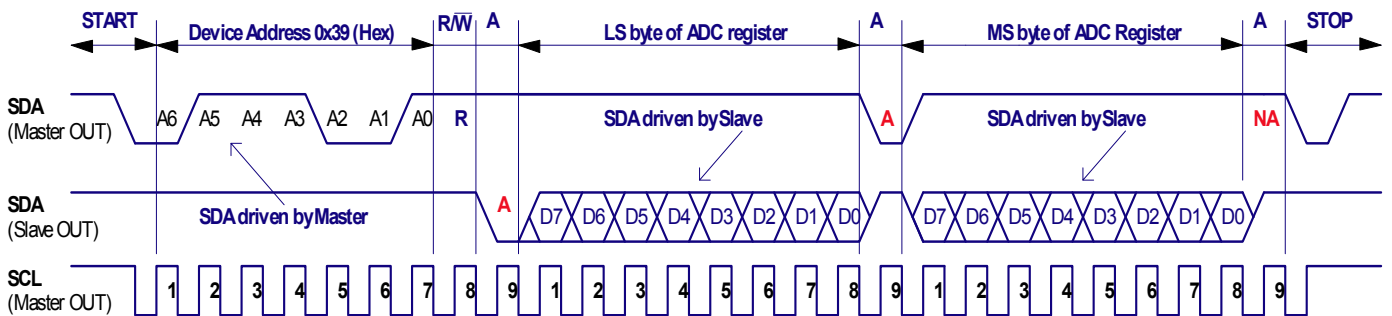 START Device Address 0x39 (Hex) R/W̅ A LS byte of ADC register A MS byte of ADC Register A STOP
SDA
(Master OUT)
A6 A5 A4 A3 A2 A1 A0 R SDA driven by Slave A SDA driven by Slave NA
SDA
(Slave OUT)
SDA driven by Master A D7 D6 D5 D4 D3 D2 D1 D0 D7 D6 D5 D4 D3 D2 D1 D0
SCL
(Master OUT)
1 2 3 4 5 6 7 8 9 1 2 3 4 5 6 7 8 9 1 2 3 4 5 6 7 8 9